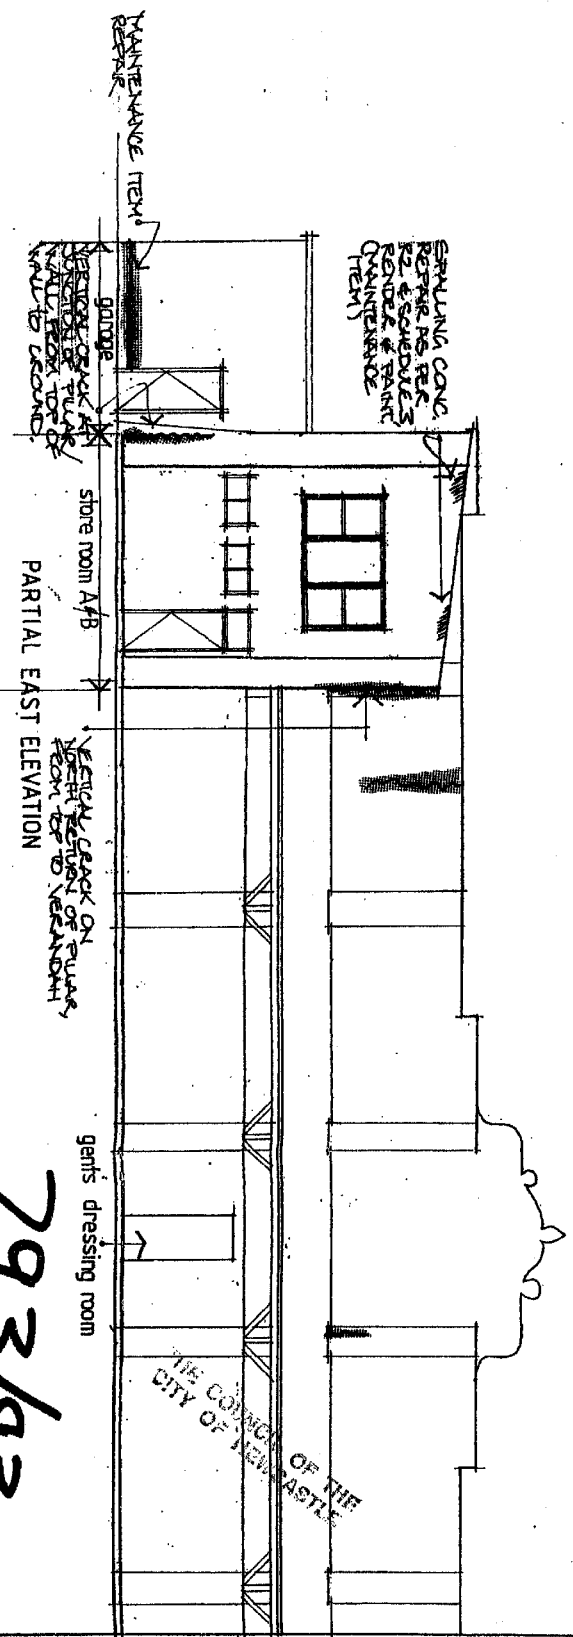 MAINTENANCE ITEM.
REPAIR.
SPALLING CONC.
REPAIR AS PER
R2 & SCHEDULE 3
RENDER & PAINT
(MAINTENANCE
ITEM)
garage
VERTICAL CRACK AT
JUNCTION OF PILLAR/
WALL, FROM TOP OF
WALL TO GROUND.
store room A/B
PARTIAL EAST ELEVATION
VERTICAL CRACK ON
NORTH RETURN OF PILLAR,
FROM TOP TO VERANDAH
gents dressing room
THE COUNCIL OF THE
CITY OF NEWCASTLE
793/93